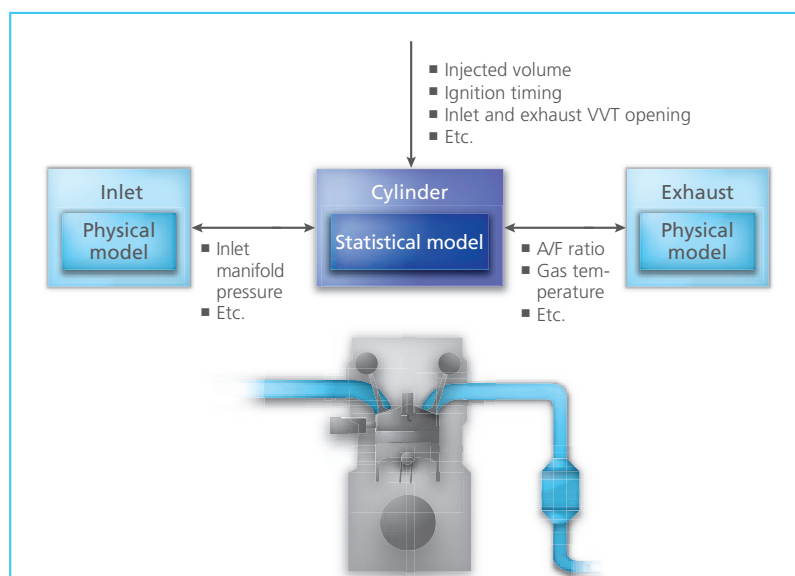 ■ Injected volume
■ Ignition timing
■ Inlet and exhaust VVT opening
■ Etc.
Inlet
Physical
model
■ Inlet
manifold
pressure
■ Etc.
Cylinder
Statistical model
■ A/F ratio
■ Gas tem-
perature
■ Etc.
Exhaust
Physical
model